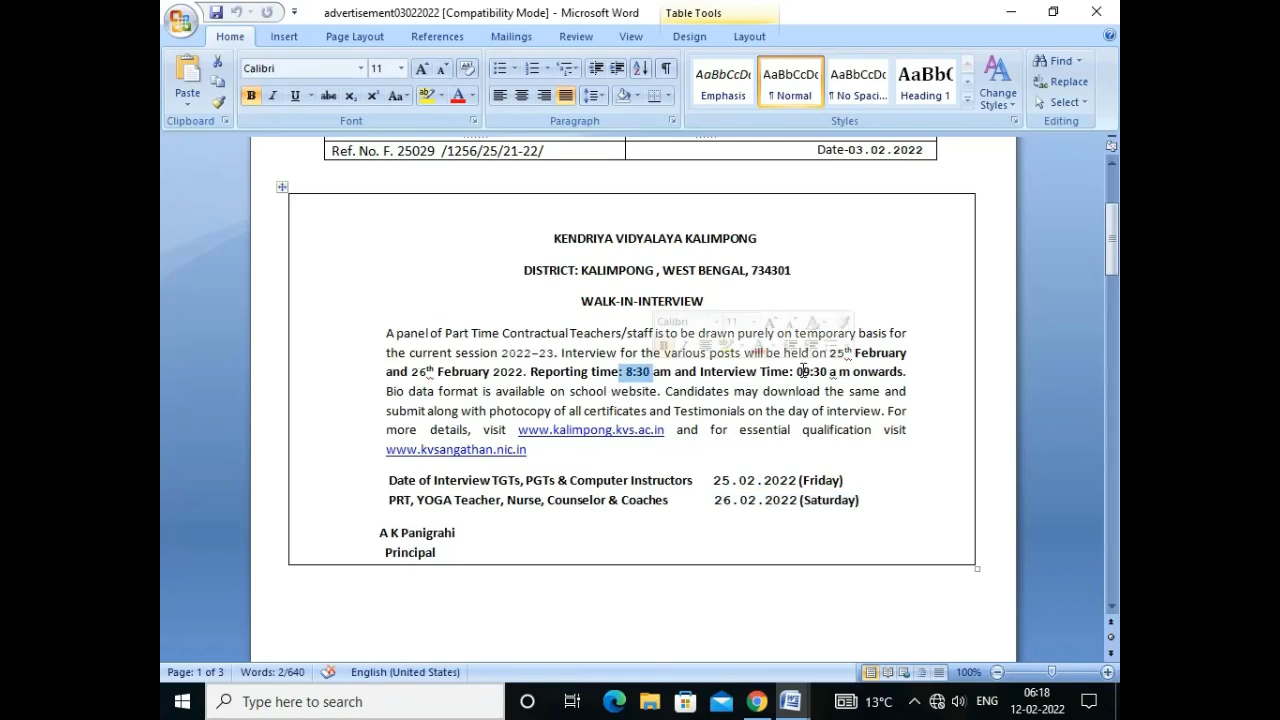 advertisement03022022 [Compatibility Mode] - Microsoft Word
Table Tools
Home Insert Page Layout References Mailings Review View Design Layout
Paste
Calibri 11
AaBbCcDc AaBbCcDc AaBbCcDc AaBbC
Emphasis ¶ Normal ¶ No Spaci... Heading 1
Change Styles
Find
Replace
Select
Clipboard Font Paragraph Styles Editing
Ref. No. F. 25029 /1256/25/21-22/ Date-03.02.2022
KENDRIYA VIDYALAYA KALIMPONG
DISTRICT: KALIMPONG , WEST BENGAL, 734301
WALK-IN-INTERVIEW
Calibri 11
A panel of Part Time Contractual Teachers/staff is to be drawn purely on temporary basis for
the current session 2022-23. Interview for the various posts will be held on 25th February
and 26th February 2022. Reporting time: 8:30 am and Interview Time: 09:30 a m onwards.
Bio data format is available on school website. Candidates may download the same and
submit along with photocopy of all certificates and Testimonials on the day of interview. For
more details, visit www.kalimpong.kvs.ac.in and for essential qualification visit
www.kvsangathan.nic.in
Date of Interview TGTs, PGTs & Computer Instructors 25.02.2022 (Friday)
PRT, YOGA Teacher, Nurse, Counselor & Coaches 26.02.2022 (Saturday)
A K Panigrahi
Principal
Page: 1 of 3 Words: 2/640 English (United States) 100%
Type here to search
13°C
ENG
06:18
12-02-2022